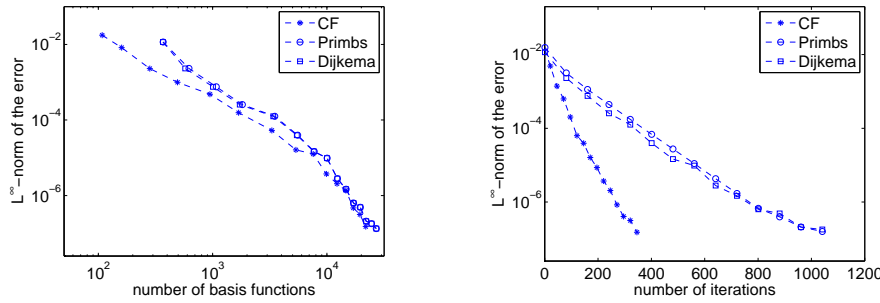 CF
Primbs
Dijkema
10^-2
10^-4
10^-6
L^∞-norm of the error
10^2
10^3
10^4
number of basis functions
CF
Primbs
Dijkema
10^-2
10^-4
10^-6
L^∞-norm of the error
0
200
400
600
800
1000
1200
number of iterations